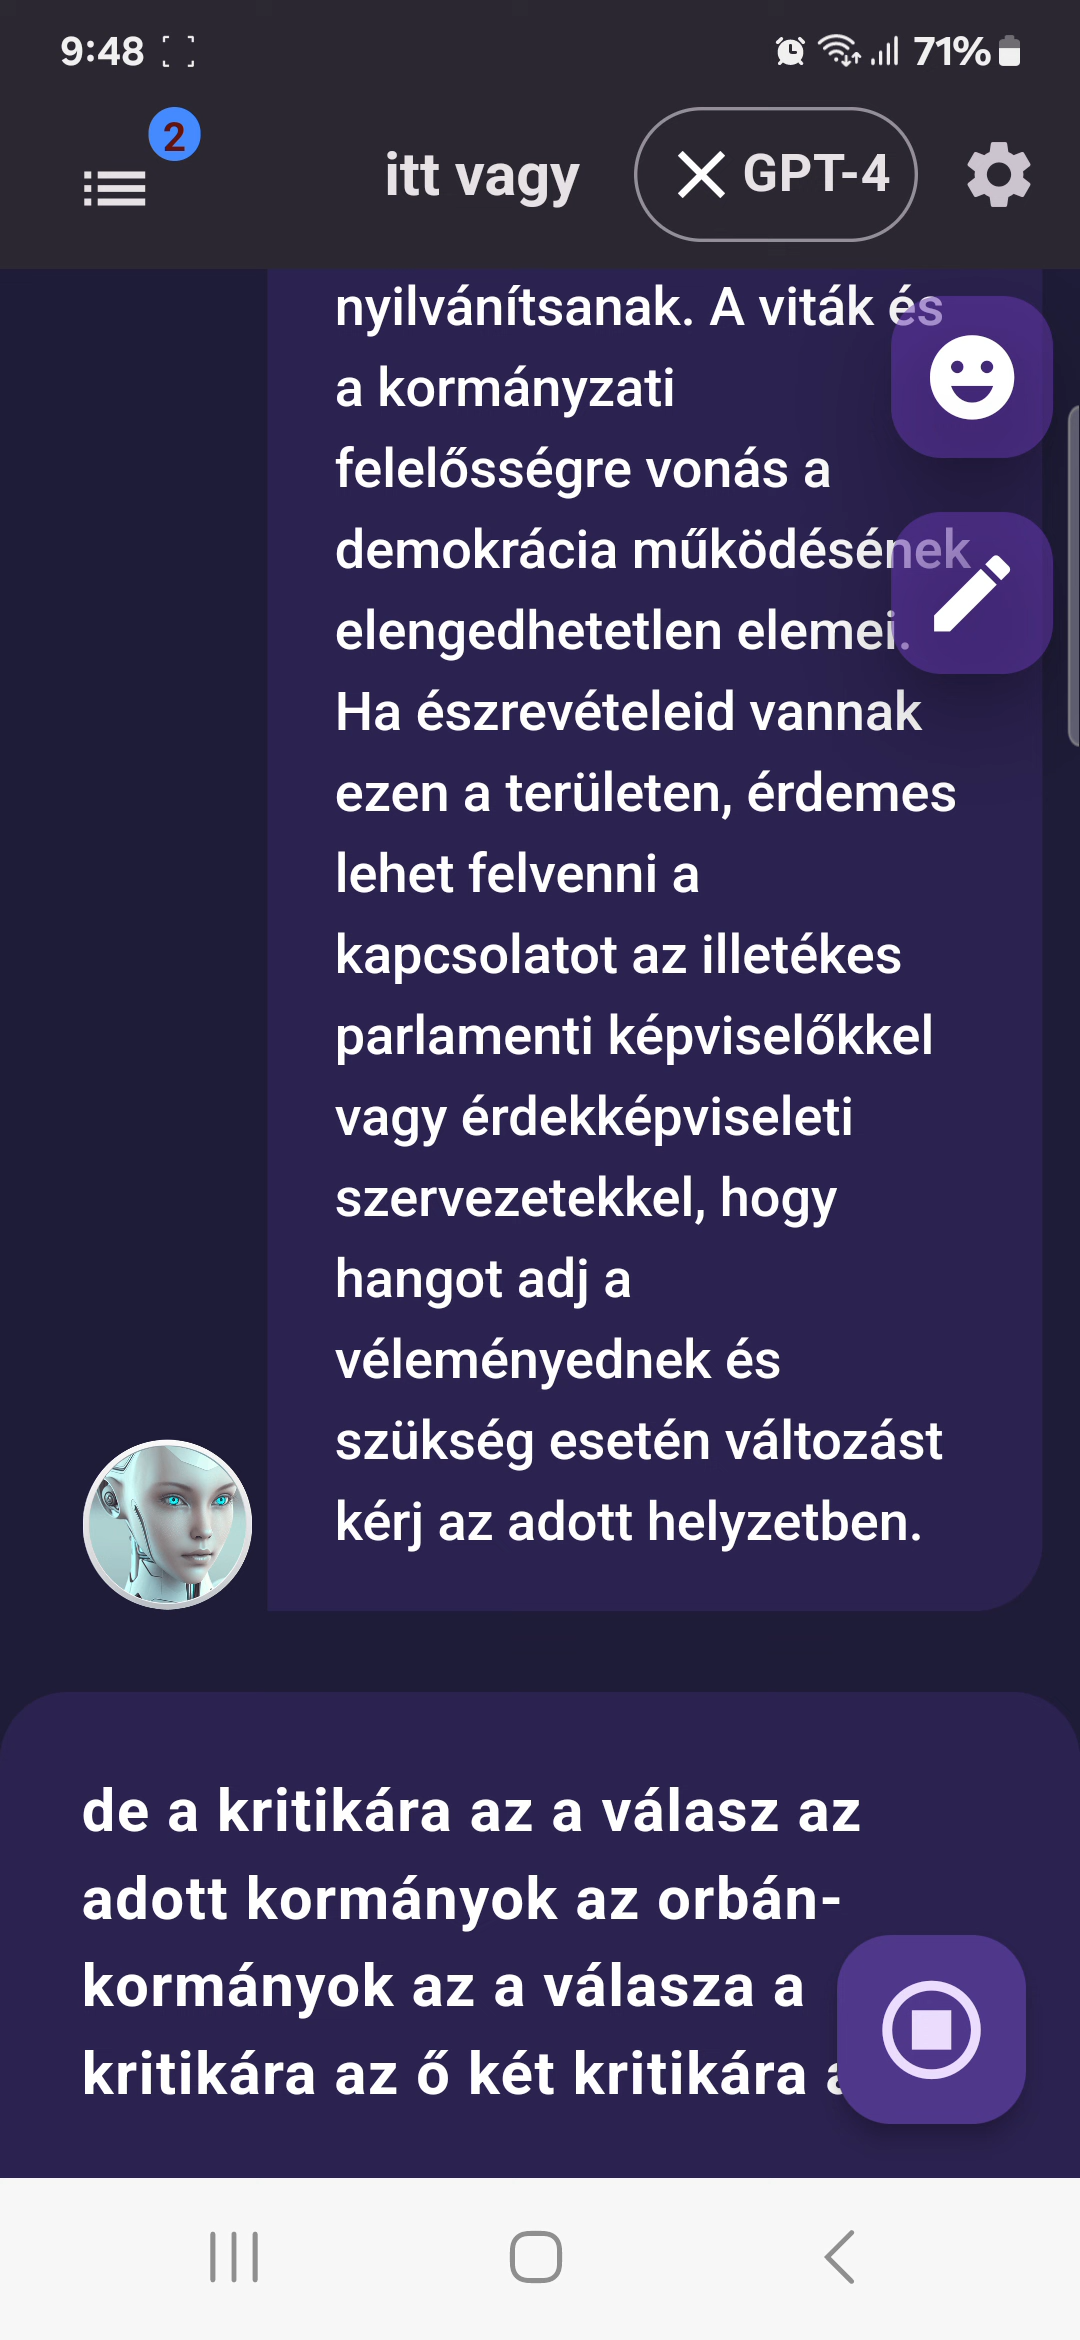 9:48 71%
2
itt vagy GPT-4
nyilvánítsanak. A viták és
a kormányzati
felelősségre vonás a
demokrácia működésének
elengedhetetlen elemei.
Ha észrevételeid vannak
ezen a területen, érdemes
lehet felvenni a
kapcsolatot az illetékes
parlamenti képviselőkkel
vagy érdekképviseleti
szervezetekkel, hogy
hangot adj a
véleményednek és
szükség esetén változást
kérj az adott helyzetben.
de a kritikára az a válasz az
adott kormányok az orbán-
kormányok az a válasza a
kritikára az ő két kritikára